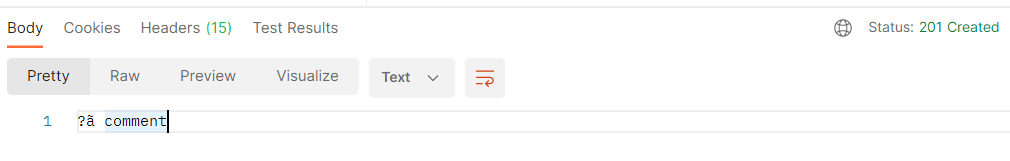 Body Cookies Headers (15) Test Results Status: 201 Created
Pretty Raw Preview Visualize Text
1 ?ã comment